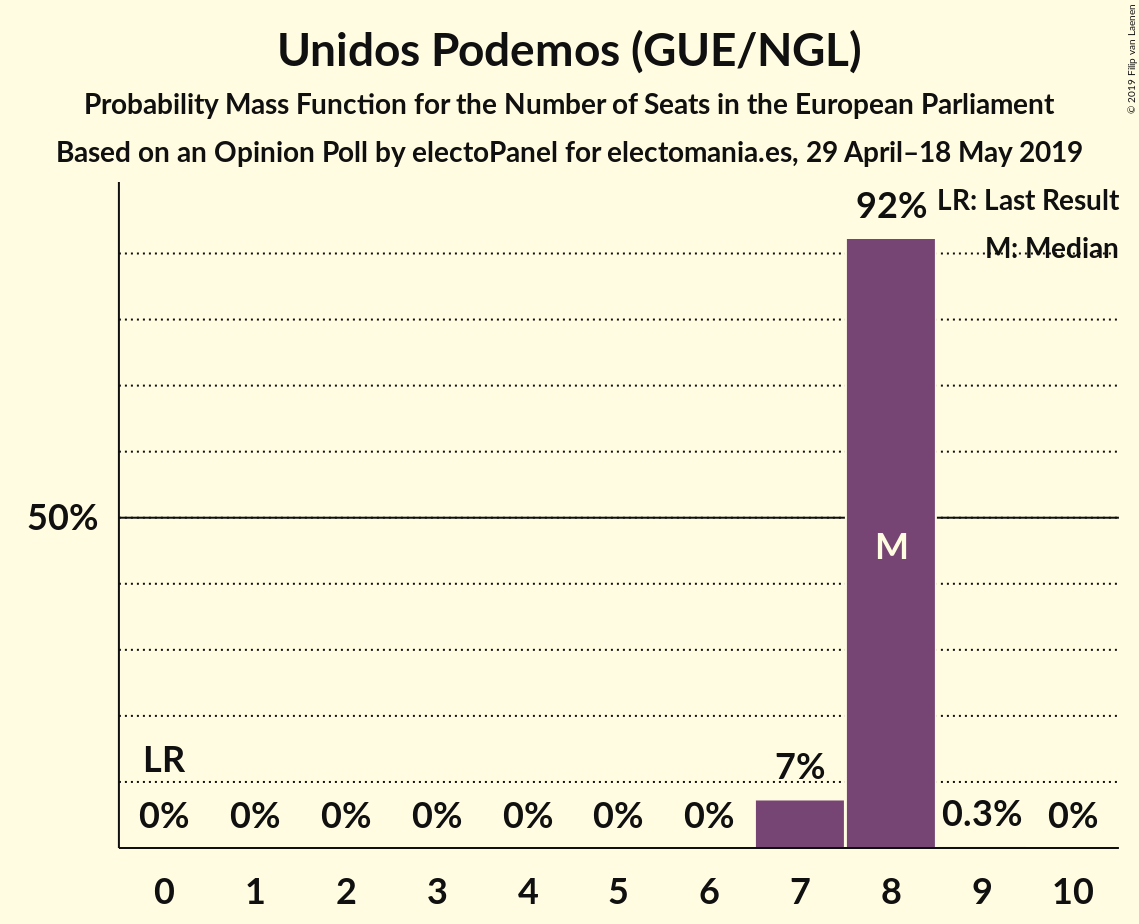 Unidos Podemos (GUE/NGL)
Probability Mass Function for the Number of Seats in the European Parliament
Based on an Opinion Poll by electoPanel for electomania.es, 29 April–18 May 2019
© 2019 Filip van Laenen
92%
LR: Last Result
M: Median
50%
M
LR
7%
0% 0% 0% 0% 0% 0% 0% 0.3% 0%
0 1 2 3 4 5 6 7 8 9 10